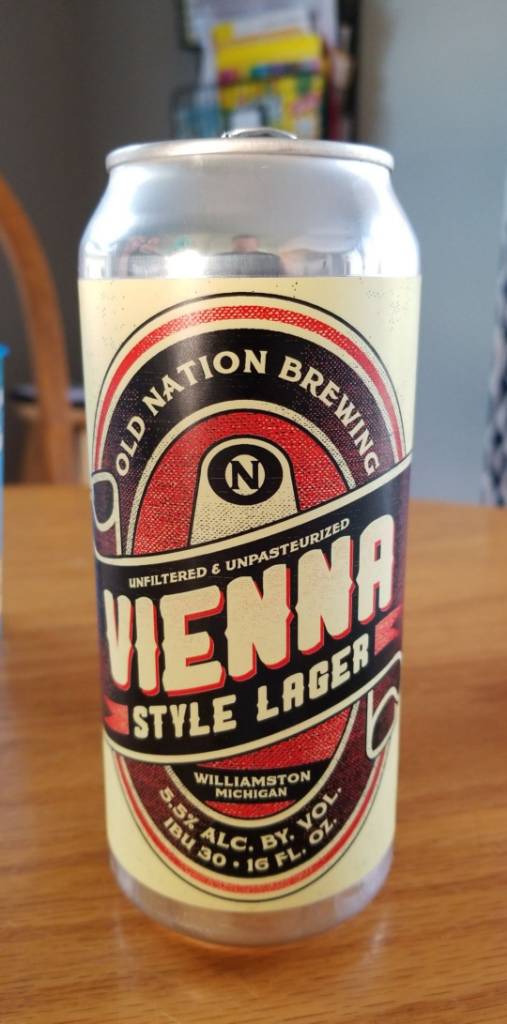 OLD NATION BREWING
N
UNFILTERED & UNPASTEURIZED
VIENNA
STYLE LAGER
WILLIAMSTON
MICHIGAN
5.5% ALC. BY. VOL.
IBU 30 • 16 FL. OZ.